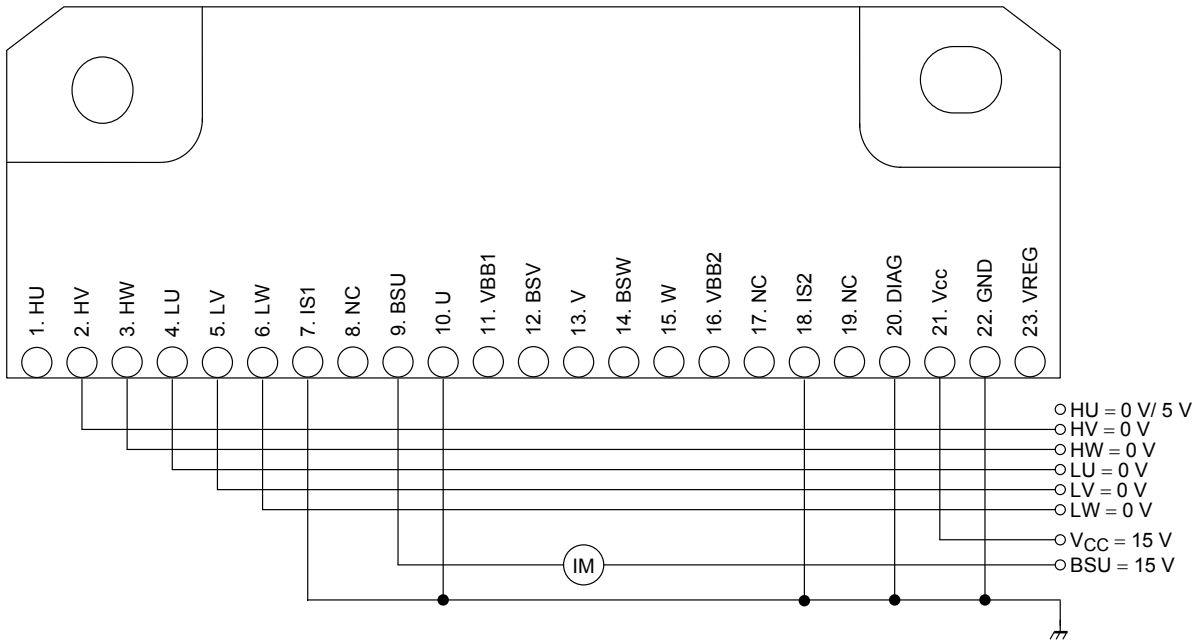 1. HU
2. HV
3. HW
4. LU
5. LV
6. LW
7. IS1
8. NC
9. BSU
10. U
11. VBB1
12. BSV
13. V
14. BSW
15. W
16. VBB2
17. NC
18. IS2
19. NC
20. DIAG
21. Vcc
22. GND
23. VREG
HU = 0 V/ 5 V
HV = 0 V
HW = 0 V
LU = 0 V
LV = 0 V
LW = 0 V
VCC = 15 V
IM
BSU = 15 V